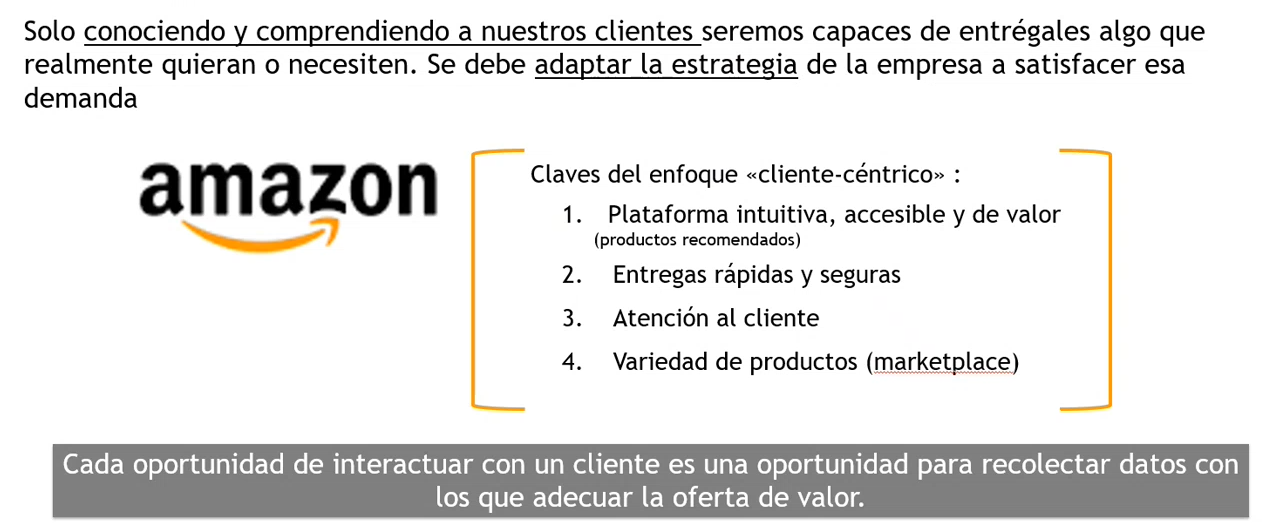 Solo conociendo y comprendiendo a nuestros clientes seremos capaces de entrégales algo que
realmente quieran o necesiten. Se debe adaptar la estrategia de la empresa a satisfacer esa
demanda
amazon
Claves del enfoque «cliente-céntrico» :
1. Plataforma intuitiva, accesible y de valor
(productos recomendados)
2. Entregas rápidas y seguras
3. Atención al cliente
4. Variedad de productos (marketplace)
Cada oportunidad de interactuar con un cliente es una oportunidad para recolectar datos con
los que adecuar la oferta de valor.